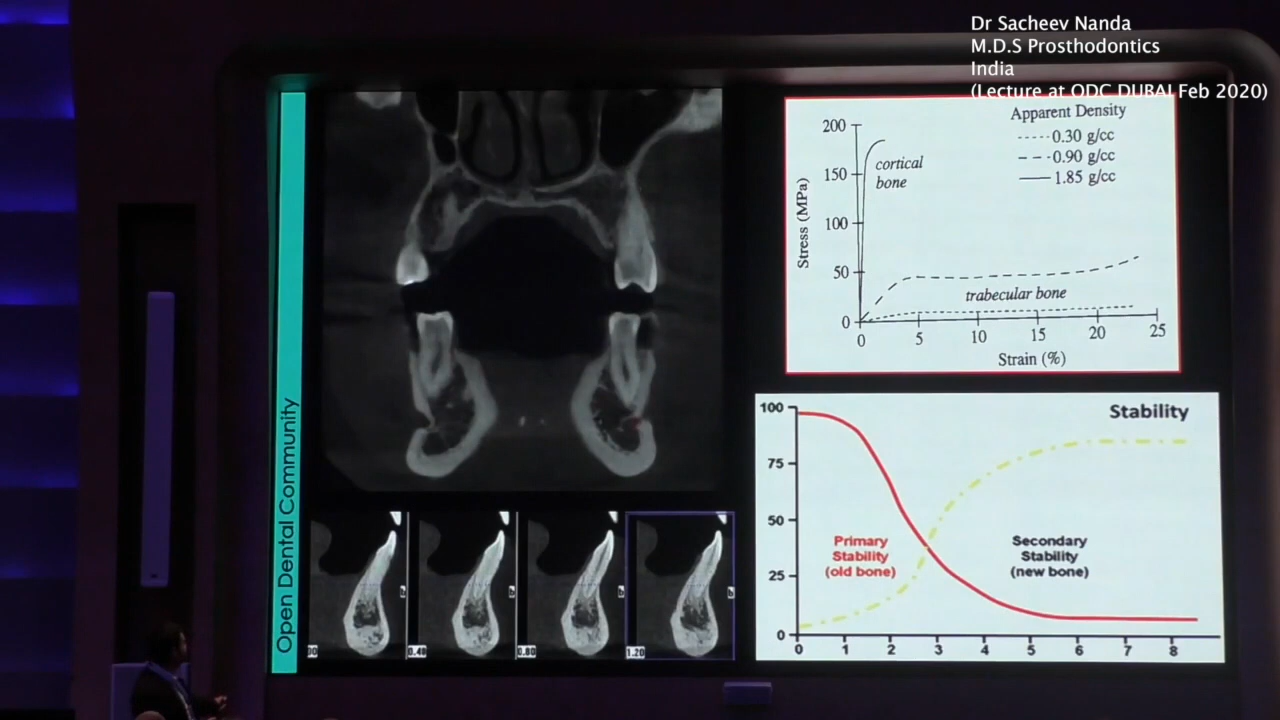 Dr Sacheev Nanda
M.D.S Prosthodontics
India
(Lecture at ODC DUBAI Feb 2020)
Open Dental Community
Apparent Density
0.30 g/cc
0.90 g/cc
1.85 g/cc
200
150
100
50
0
Stress (MPa)
cortical
bone
trabecular bone
0 5 10 15 20 25
Strain (%)
Stability
100
75
50
25
0
Primary
Stability
(old bone)
Secondary
Stability
(new bone)
0 1 2 3 4 5 6 7 8
b b b b
00 0.40 0.80 1.20